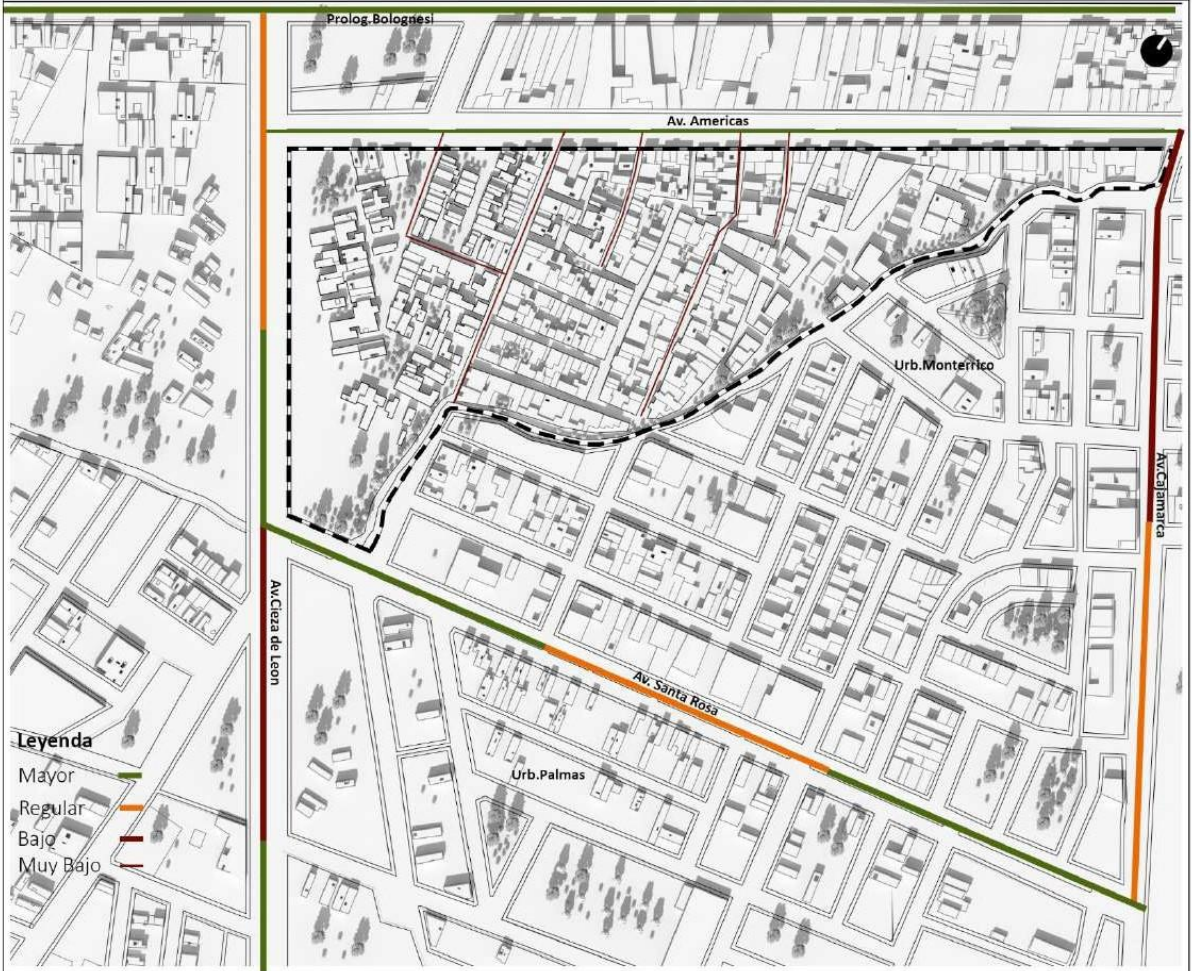 Prolog.Bolognesi
Av. Americas
Urb.Monterrico
Av.Cajamarca
Av.Cieza de Leon
Av. Santa Rosa
Urb.Palmas
Leyenda
Mayor
Regular
Bajo
Muy Bajo